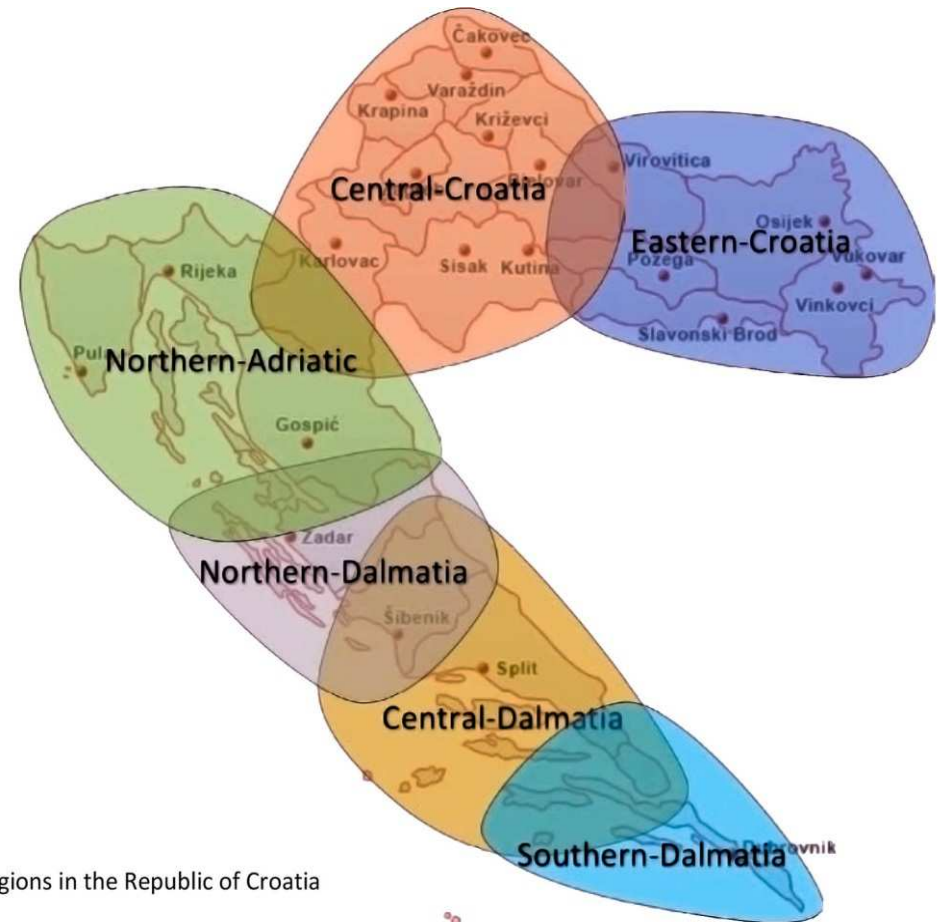 Čakovec
Varaždin
Krapina
Križevci
Virovitica
Central-Croatia
Osijek
Eastern-Croatia
Karlovac
Sisak
Kutina
Požega
Vukovar
Rijeka
Vinkovci
Slavonski Brod
Northern-Adriatic
Gospić
Zadar
Northern-Dalmatia
Šibenik
Split
Central-Dalmatia
Southern-Dalmatia
gions in the Republic of Croatia